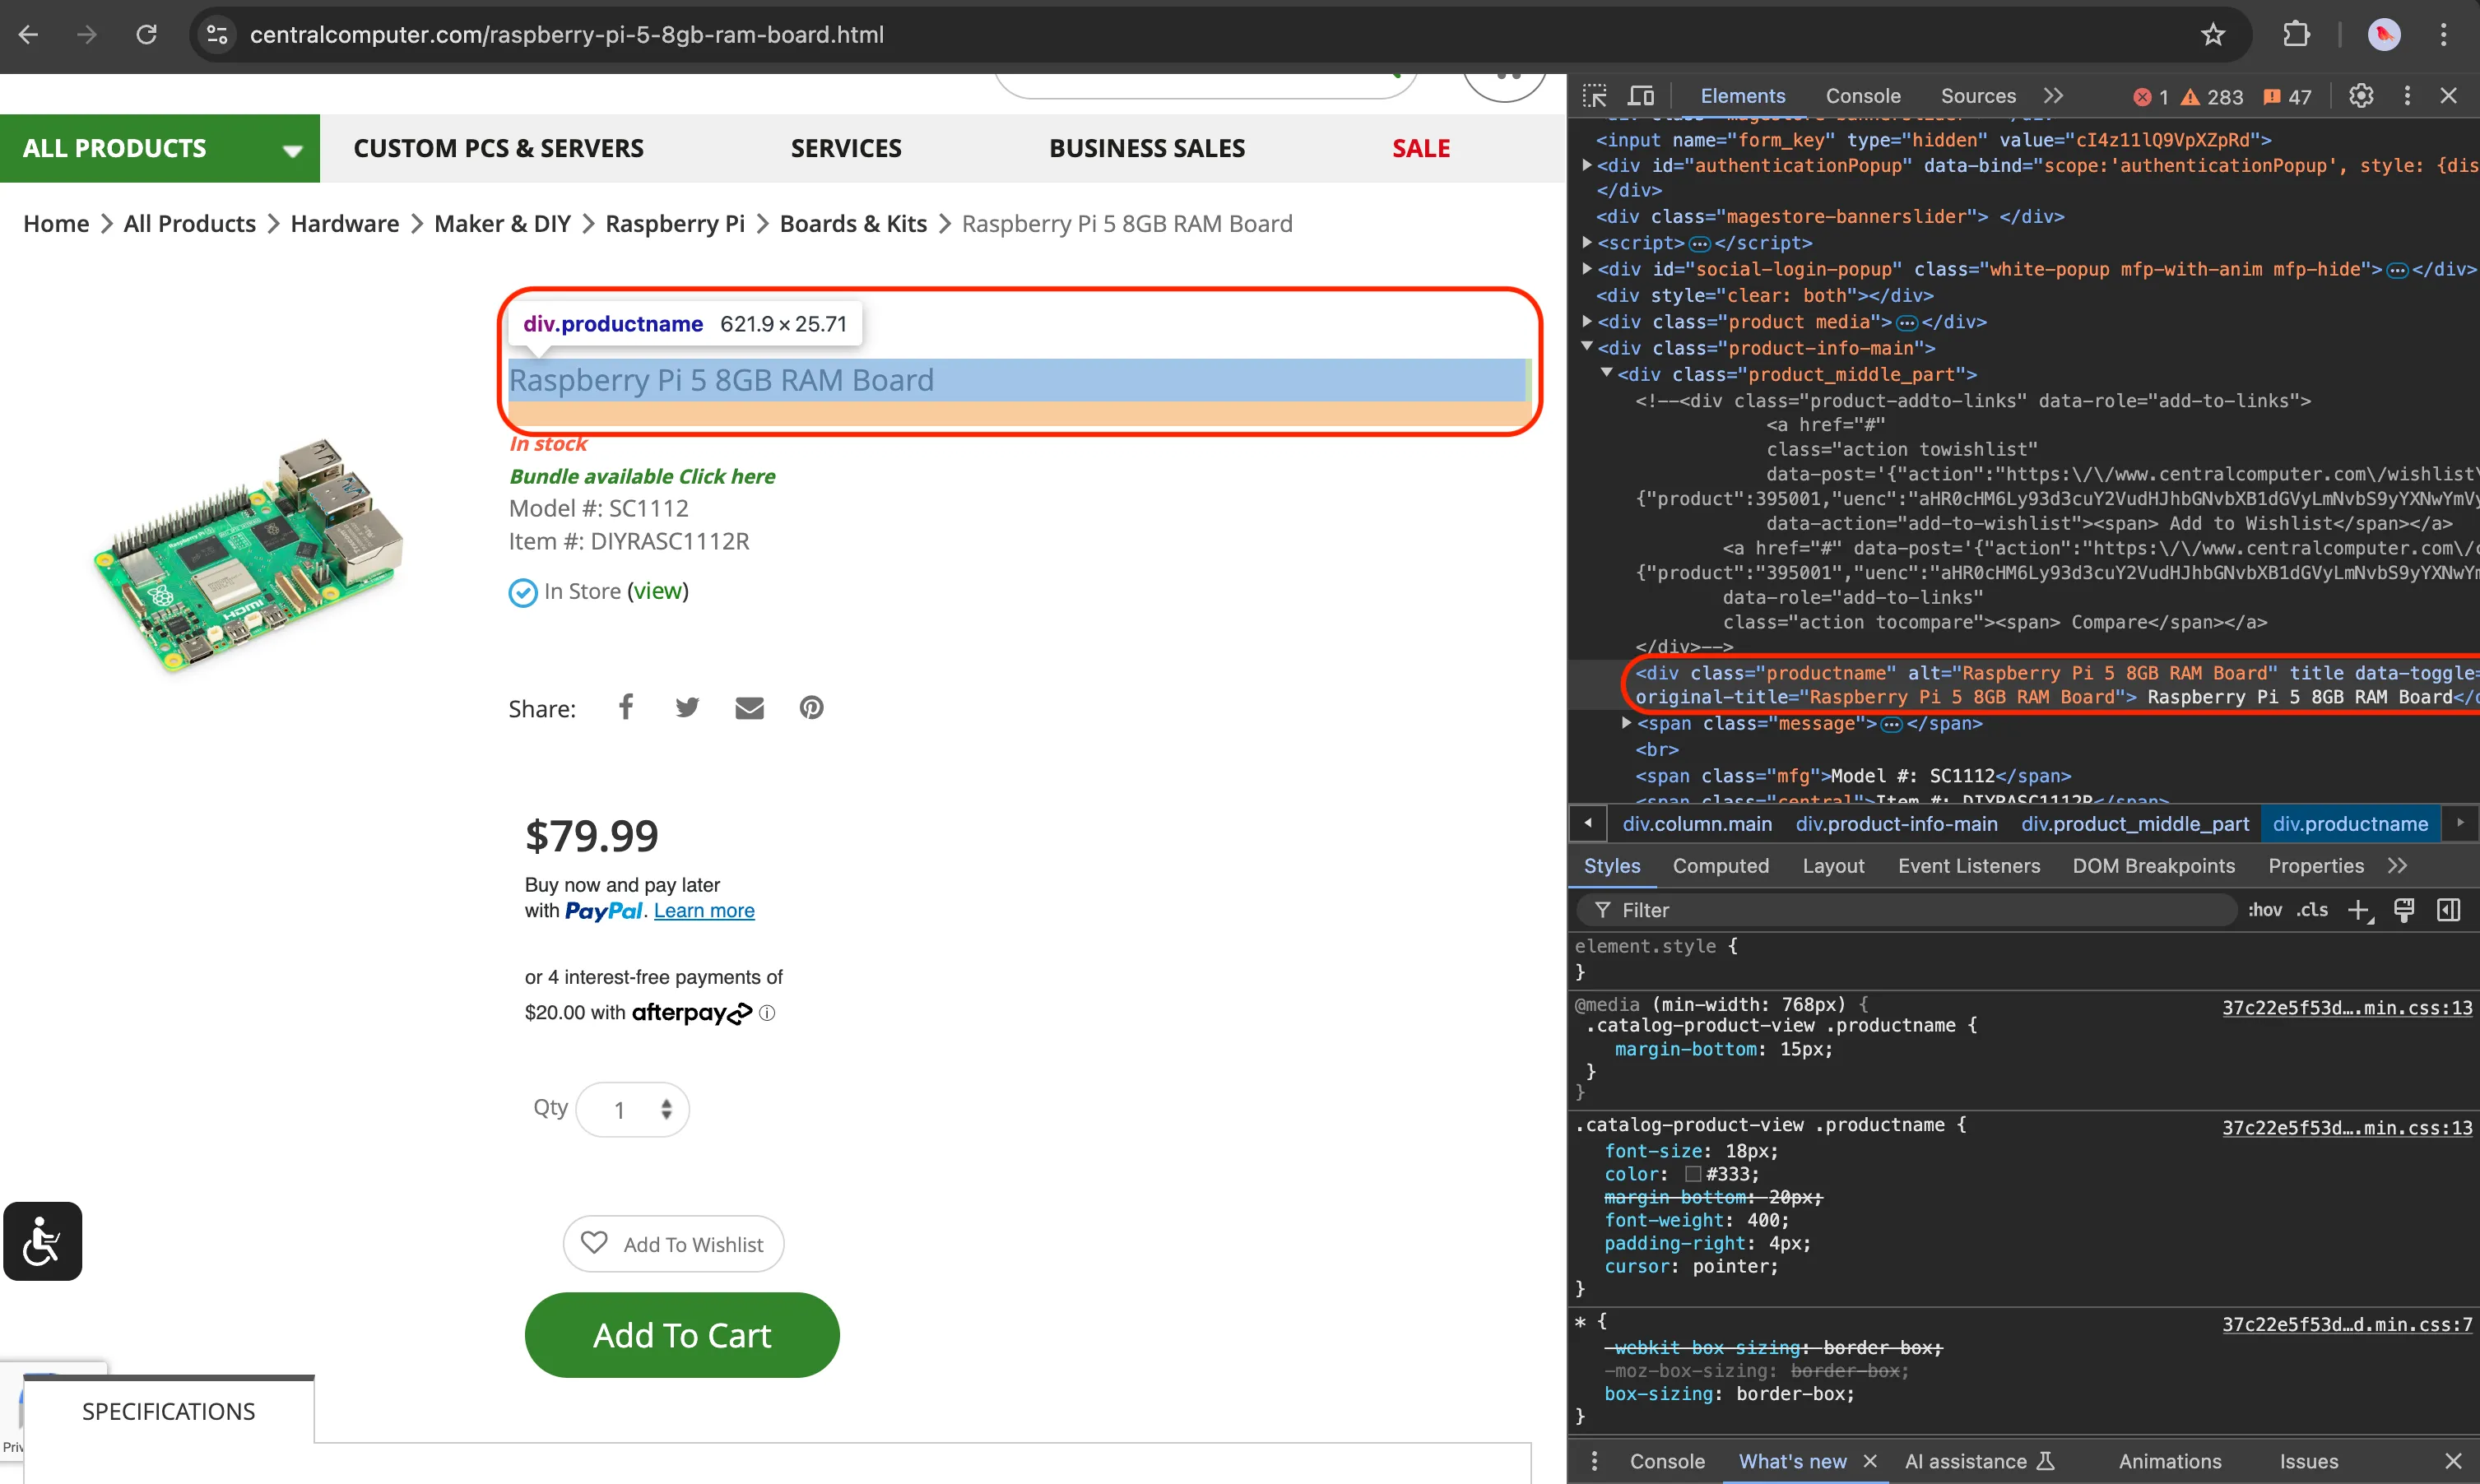 centralcomputer.com/raspberry-pi-5-8gb-ram-board.html
ALL PRODUCTS
CUSTOM PCS & SERVERS
SERVICES
BUSINESS SALES
SALE
Home > All Products > Hardware > Maker & DIY > Raspberry Pi > Boards & Kits > Raspberry Pi 5 8GB RAM Board
div.productname 621.9 × 25.71
Raspberry Pi 5 8GB RAM Board
In stock
Bundle available Click here
Model #: SC1112
Item #: DIYRASC1112R
In Store (view)
Share:
$79.99
Buy now and pay later
with PayPal. Learn more
or 4 interest-free payments of
$20.00 with afterpay
Qty 1
Add To Wishlist
Add To Cart
SPECIFICATIONS
Elements Console Sources 1 283 47
<input name="form_key" type="hidden" value="cI4z11lQ9VpXZpRd">
<div id="authenticationPopup" data-bind="scope:'authenticationPopup', style: {dis
</div>
<div class="magestore-bannerslider"> </div>
<script>…</script>
<div id="social-login-popup" class="white-popup mfp-with-anim mfp-hide">…</div>
<div style="clear: both"></div>
<div class="product media">…</div>
<div class="product-info-main">
<div class="product_middle_part">
<!--<div class="product-addto-links" data-role="add-to-links">
<a href="#"
class="action towishlist"
data-post='{"action":"https:\/\/www.centralcomputer.com\/wishlist\
{"product":395001,"uenc":"aHR0cHM6Ly93d3cuY2VudHJhbGNvbXB1dGVyLmNvbS9yYXNwYmVy
data-action="add-to-wishlist"><span> Add to Wishlist</span></a>
<a href="#" data-post='{"action":"https:\/\/www.centralcomputer.com\/c
{"product":"395001","uenc":"aHR0cHM6Ly93d3cuY2VudHJhbGNvbXB1dGVyLmNvbS9yYXNwYm
data-role="add-to-links"
class="action tocompare"><span> Compare</span></a>
</div>-->
<div class="productname" alt="Raspberry Pi 5 8GB RAM Board" title data-toggle=
original-title="Raspberry Pi 5 8GB RAM Board"> Raspberry Pi 5 8GB RAM Board</
<span class="message">…</span>
<br>
<span class="mfg">Model #: SC1112</span>
<span class="central">Item #: DIYRASC1112R</span>
div.column.main div.product-info-main div.product_middle_part div.productname
Styles Computed Layout Event Listeners DOM Breakpoints Properties
Filter :hov .cls
element.style {
}
@media (min-width: 768px) { 37c22e5f53d….min.css:13
.catalog-product-view .productname {
margin-bottom: 15px;
}
}
.catalog-product-view .productname { 37c22e5f53d….min.css:13
font-size: 18px;
color: #333;
margin-bottom: 20px;
font-weight: 400;
padding-right: 4px;
cursor: pointer;
}
* { 37c22e5f53d…d.min.css:7
-webkit-box-sizing: border-box;
-moz-box-sizing: border-box;
box-sizing: border-box;
}
Console What's new AI assistance Animations Issues